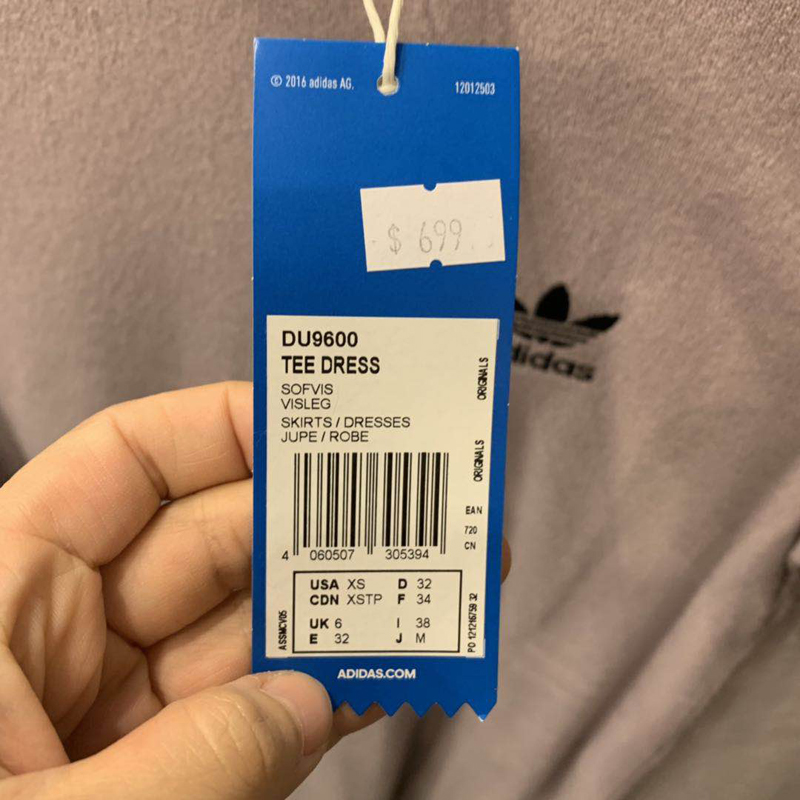 © 2016 adidas AG.
12012503
$ 699
DU9600
TEE DRESS
SOFVIS
VISLEG
SKIRTS / DRESSES
JUPE / ROBE
ORIGINALS
ORIGINALS
EAN
720
CN
4 060507 305394
USA XS D 32
CDN XSTP F 34
UK 6 I 38
E 32 J M
ASSMCV05
ADIDAS.COM
adidas